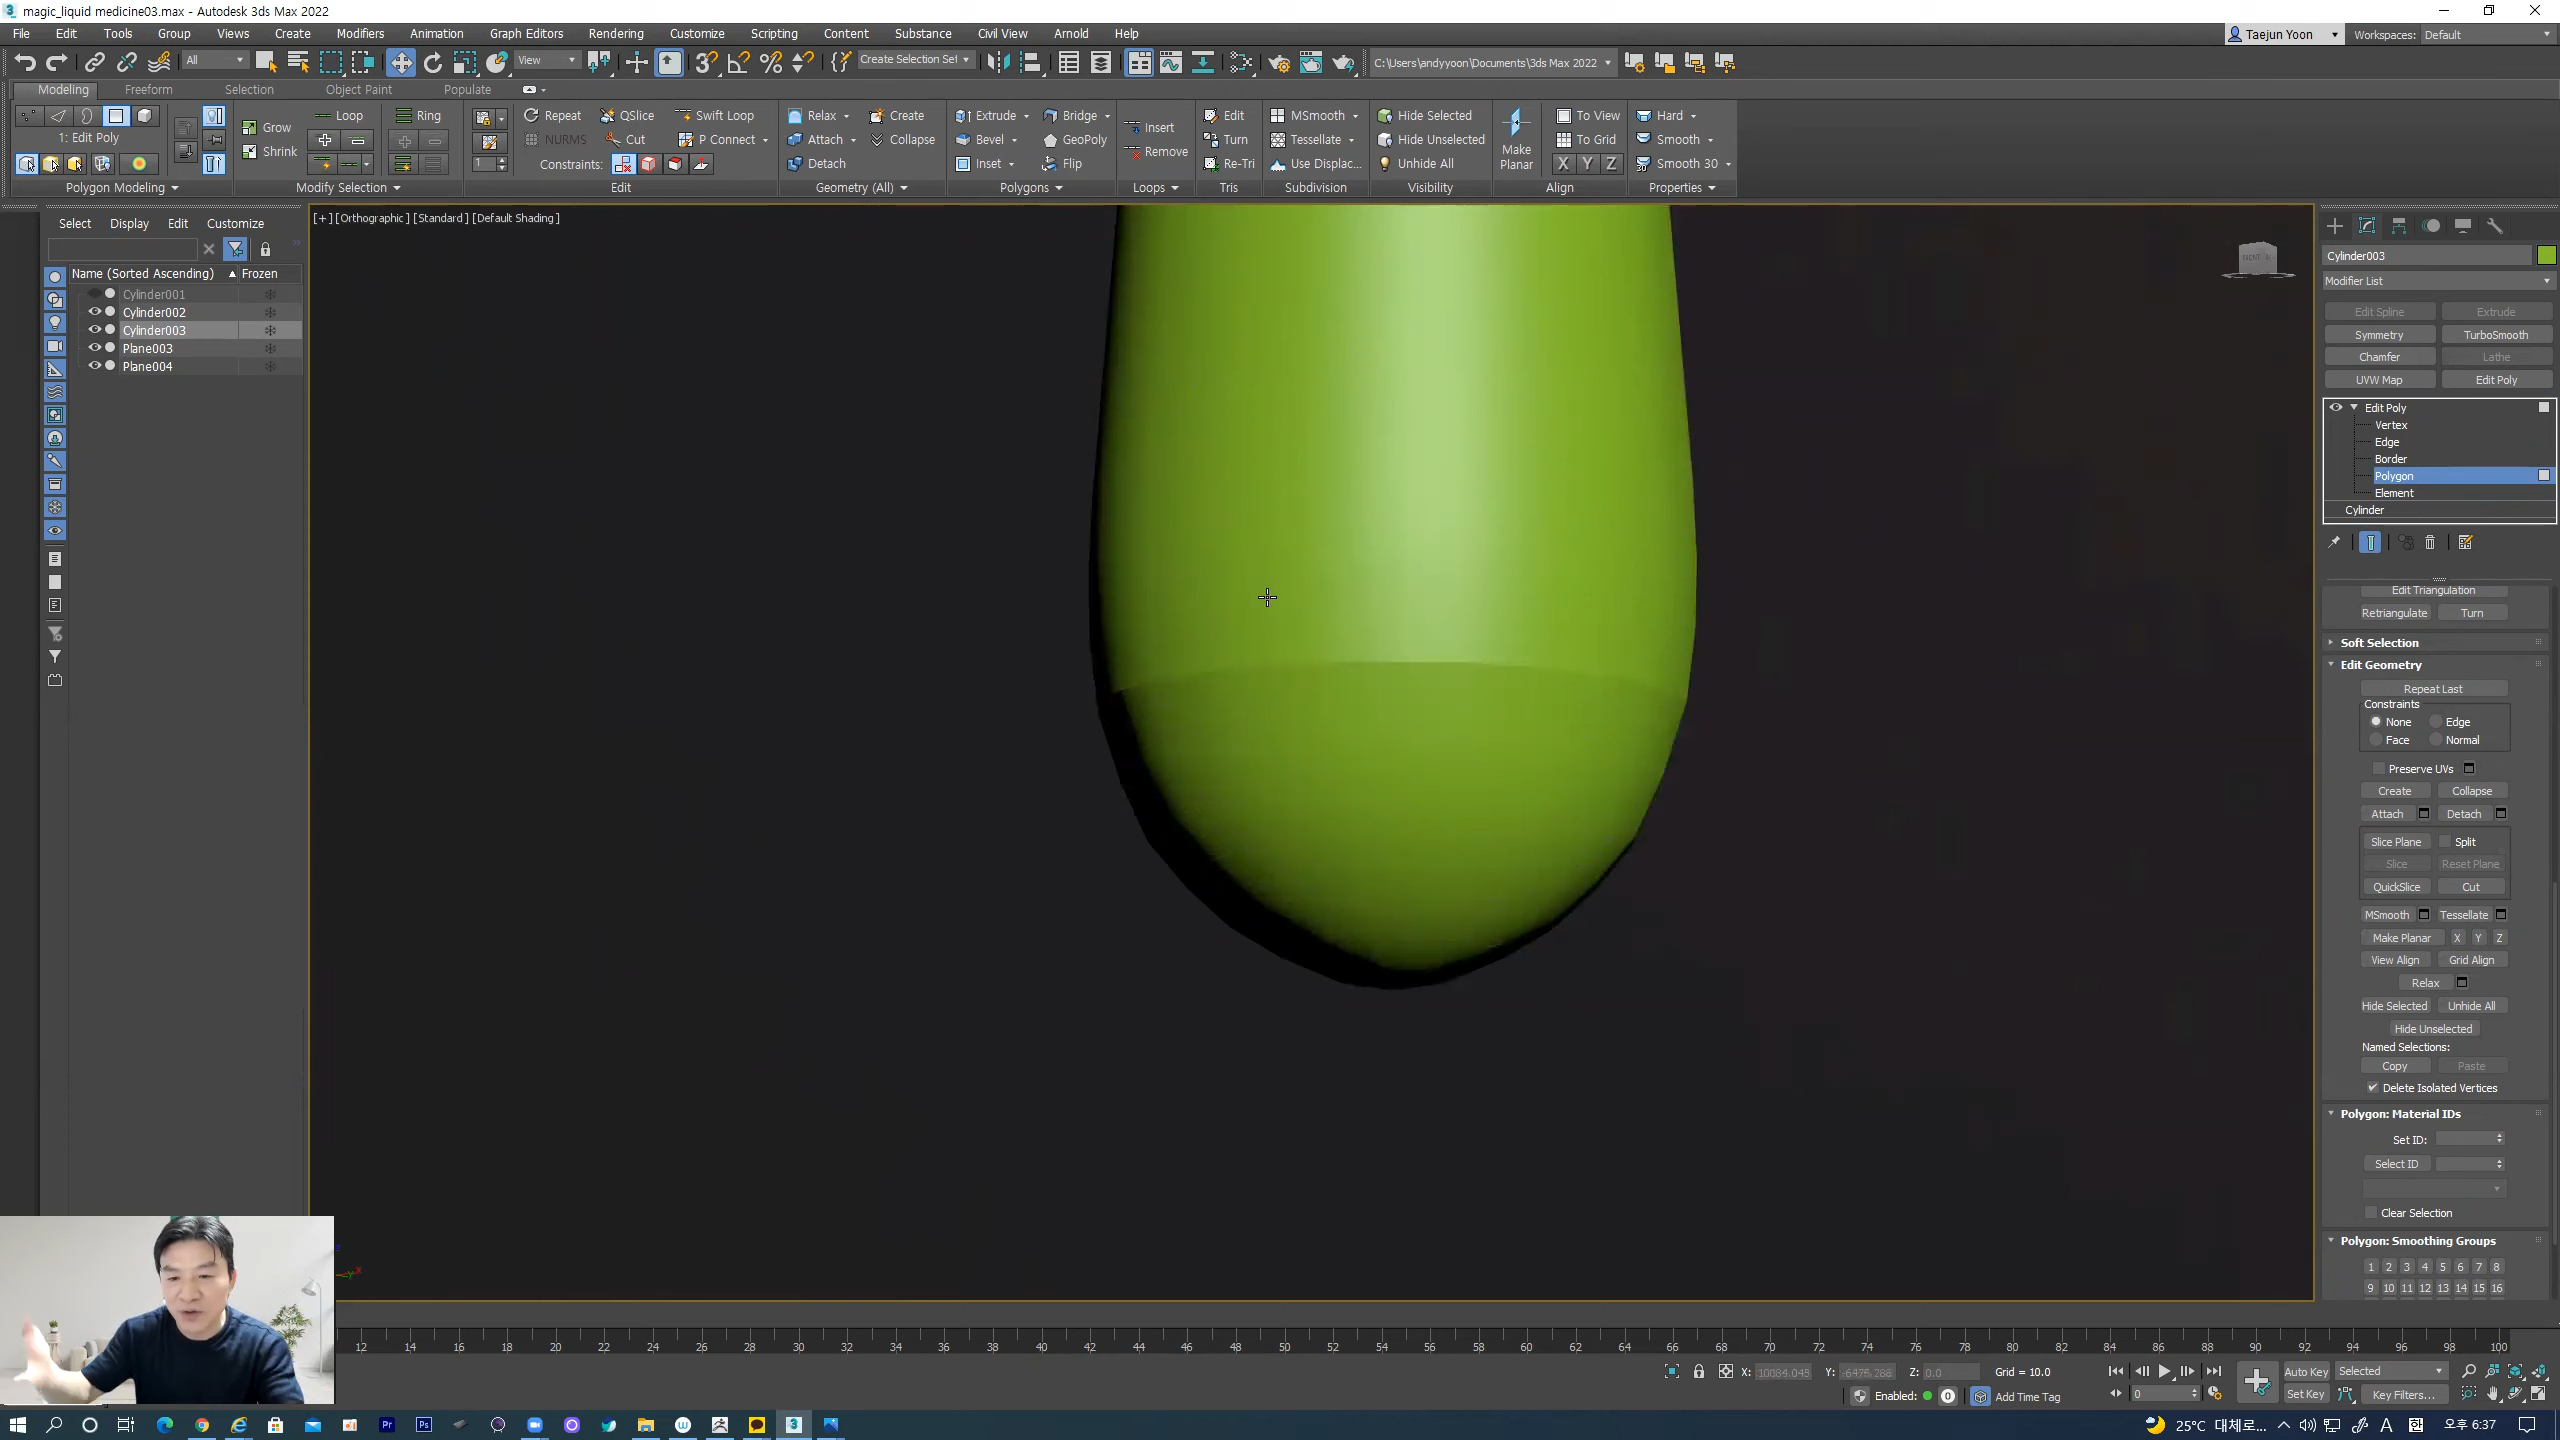 magic_liquid medicine03.max - Autodesk 3ds Max 2022
File Edit Tools Group Views Create Modifiers Animation Graph Editors Rendering Customize Scripting Content Substance Civil View Arnold Help
Taejun Yoon Workspaces: Default
All View Create Selection Set C:\Users\andyyoon\Documents\3ds Max 2022
Modeling Freeform Selection Object Paint Populate
1: Edit Poly
Polygon Modeling
Grow
Shrink
Loop Ring
Modify Selection
Repeat QSlice Swift Loop
NURMS Cut P Connect
1 Constraints:
Edit
Relax Create
Attach Collapse
Detach
Geometry (All)
Extrude Bridge
Bevel GeoPoly
Inset Flip
Polygons
Insert
Remove
Loops
Edit
Turn
Re-Tri
Tris
MSmooth
Tessellate
Use Displac...
Subdivision
Hide Selected
Hide Unselected
Unhide All
Visibility
Make Planar
To View
To Grid
X Y Z
Align
Hard
Smooth
Smooth 30
Properties
Select Display Edit Customize
Name (Sorted Ascending) Frozen
Cylinder001
Cylinder002
Cylinder003
Plane003
Plane004
[+] [Orthographic] [Standard] [Default Shading]
Cylinder003
Modifier List
Edit Spline Extrude
Symmetry TurboSmooth
Chamfer Lathe
UVW Map Edit Poly
Edit Poly
Vertex
Edge
Border
Polygon
Element
Cylinder
Edit Triangulation
Retriangulate Turn
Soft Selection
Edit Geometry
Repeat Last
Constraints
None Edge
Face Normal
Preserve UVs
Create Collapse
Attach Detach
Slice Plane Split
Slice Reset Plane
QuickSlice Cut
MSmooth Tessellate
Make Planar X Y Z
View Align Grid Align
Relax
Hide Selected Unhide All
Hide Unselected
Named Selections:
Copy Paste
Delete Isolated Vertices
Polygon: Material IDs
Set ID:
Select ID
Clear Selection
Polygon: Smoothing Groups
1 2 3 4 5 6 7 8
9 10 11 12 13 14 15 16
12 14 16 18 20 22 24 26 28 30 32 34 36 38 40 42 44 46 48 50 52 54 56 58 60 62 64 66 68 70 72 74 76 78 80 82 84 86 88 90 92 94 96 98 100
X: 10084.045 Y: -6476.288 Z: 0.0 Grid = 10.0
Auto Key Selected
Enabled: 0 Add Time Tag
0 Set Key Key Filters...
25°C 대체로... A 한 오후 6:37